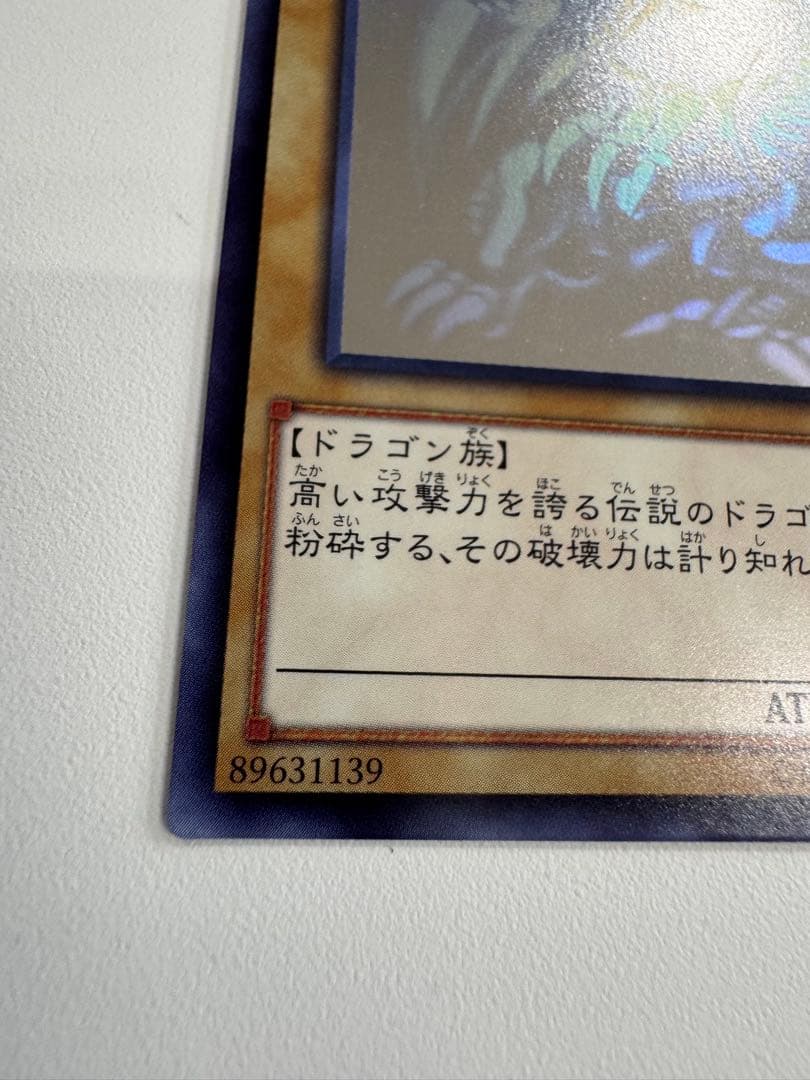 【ドラゴン族】
高い攻撃力を誇る伝説のドラゴ
粉砕する、その破壊力は計り知れ
AT
89631139